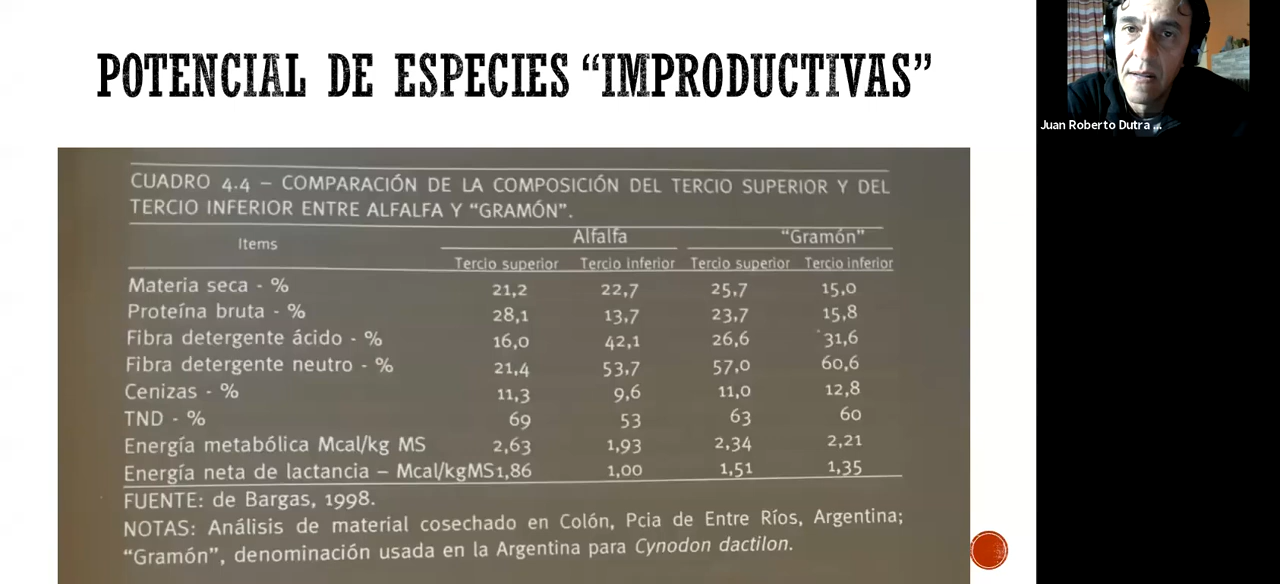 POTENCIAL DE ESPECIES “IMPRODUCTIVAS”
Juan Roberto Dutra ...
CUADRO 4.4 – COMPARACIÓN DE LA COMPOSICIÓN DEL TERCIO SUPERIOR Y DEL
TERCIO INFERIOR ENTRE ALFALFA Y “GRAMÓN”.
Items Alfalfa “Gramón”
Tercio superior Tercio inferior Tercio superior Tercio inferior
Materia seca - % 21,2 22,7 25,7 15,0
Proteína bruta - % 28,1 13,7 23,7 15,8
Fibra detergente ácido - % 16,0 42,1 26,6 31,6
Fibra detergente neutro - % 21,4 53,7 57,0 60,6
Cenizas - % 11,3 9,6 11,0 12,8
TND - % 69 53 63 60
Energía metabólica Mcal/kg MS 2,63 1,93 2,34 2,21
Energía neta de lactancia – Mcal/kgMS 1,86 1,00 1,51 1,35
FUENTE: de Bargas, 1998.
NOTAS: Análisis de material cosechado en Colón, Pcia de Entre Ríos, Argentina;
“Gramón”, denominación usada en la Argentina para Cynodon dactilon.